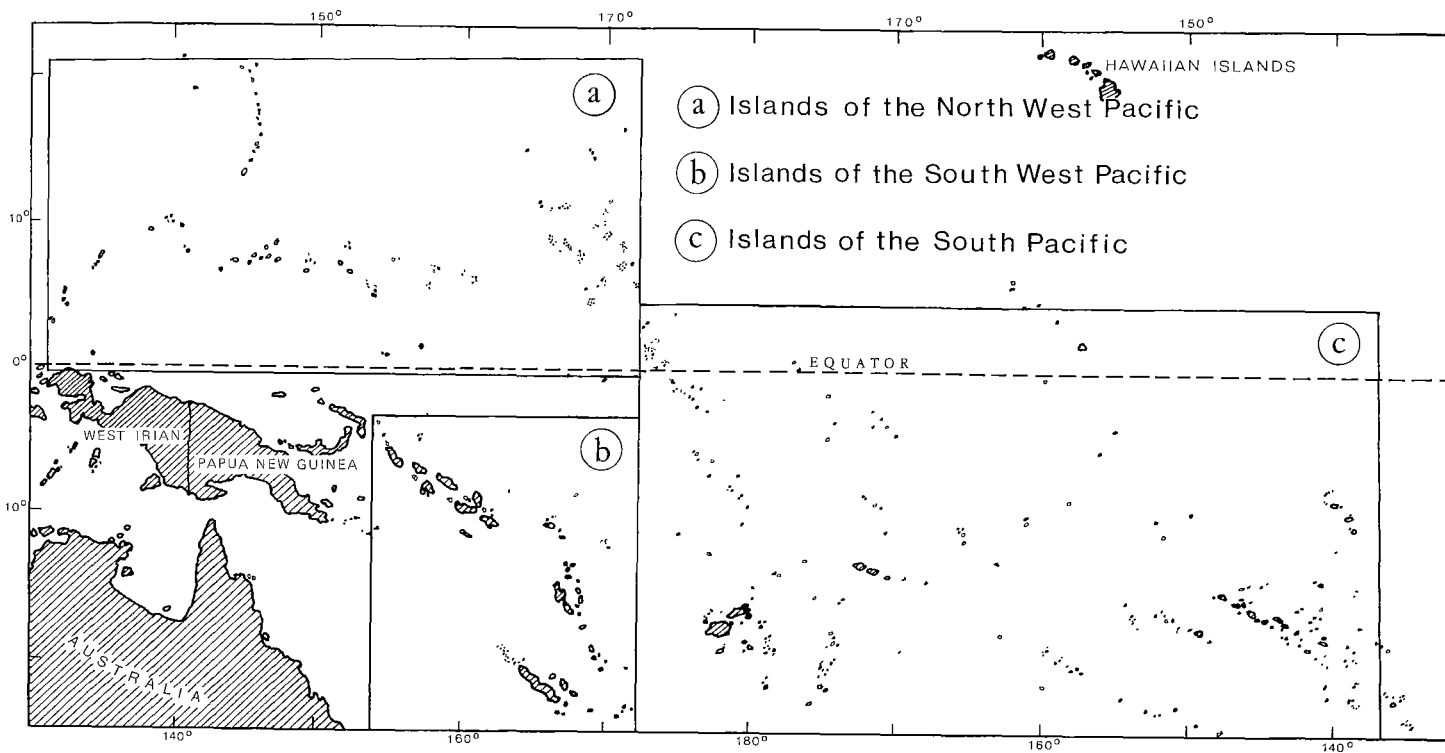 150°
170°
170°
150°
HAWAIIAN ISLANDS
a
a Islands of the North West Pacific
b Islands of the South West Pacific
c Islands of the South Pacific
10°
0°
EQUATOR
c
WEST IRIAN
PAPUA NEW GUINEA
b
10°
AUSTRALIA
140°
160°
180°
160°
140°